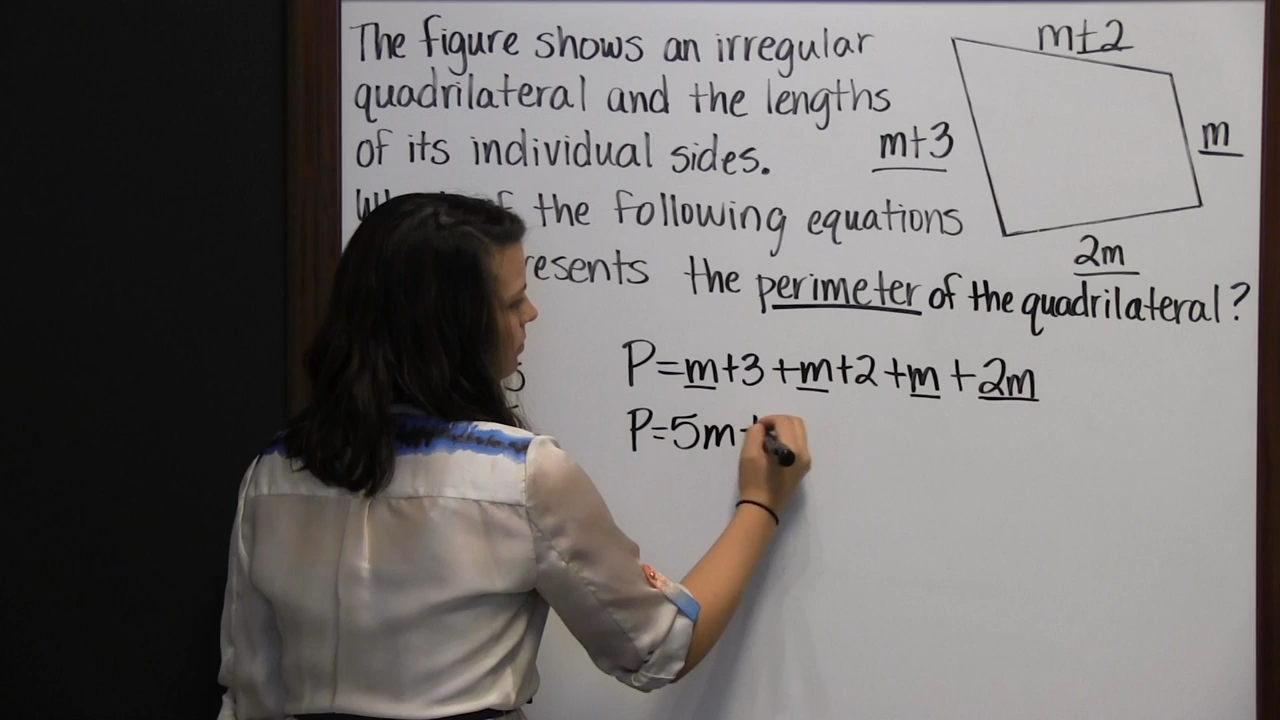 The figure shows an irregular
quadrilateral and the lengths
of its individual sides.
the following equations
the perimeter of the quadrilateral?
m+2
m+3
m
2m
P=m+3+m+2+m+2m
P=5m+